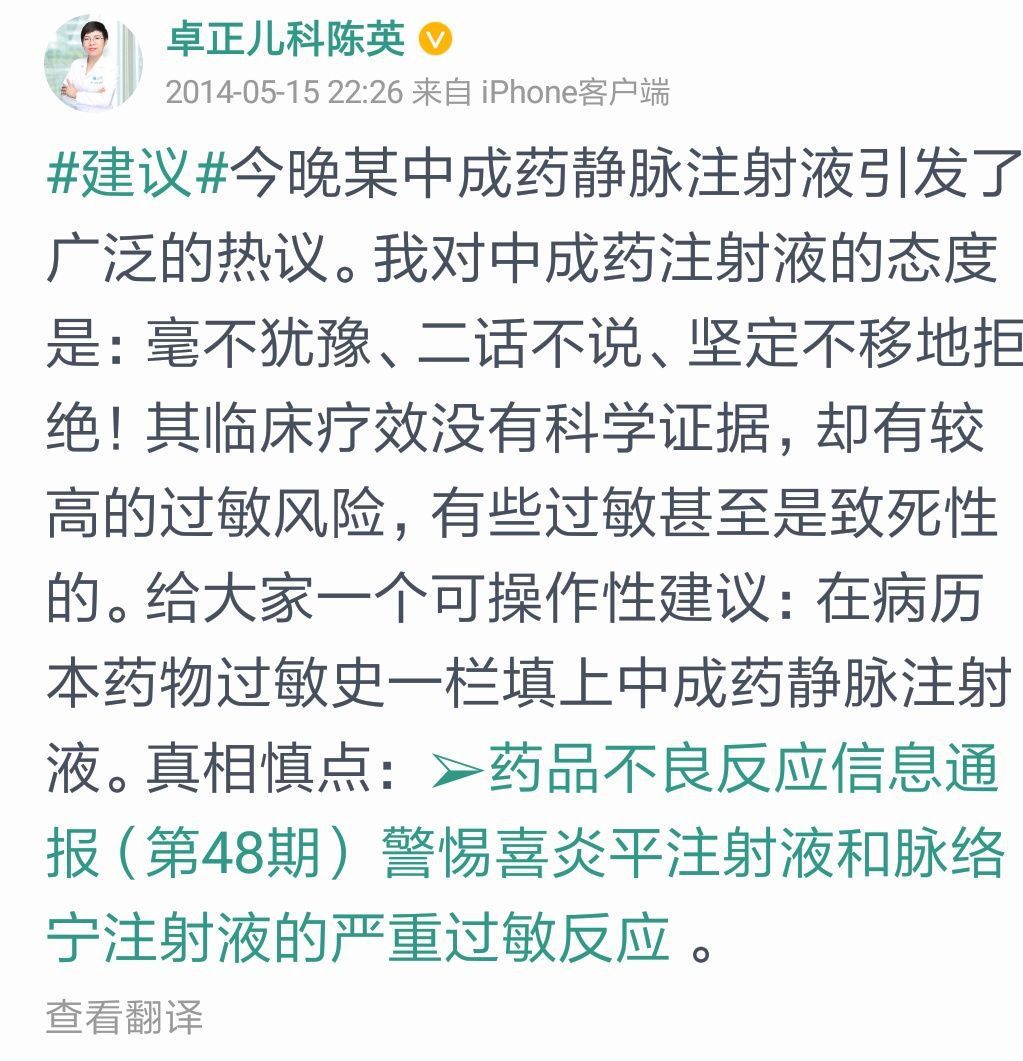 卓正儿科陈英
2014-05-15 22:26 来自 iPhone客户端
#建议#今晚某中成药静脉注射液引发了
广泛的热议。我对中成药注射液的态度
是：毫不犹豫、二话不说、坚定不移地拒
绝！其临床疗效没有科学证据，却有较
高的过敏风险，有些过敏甚至是致死性
的。给大家一个可操作性建议：在病历
本药物过敏史一栏填上中成药静脉注射
液。真相慎点：➢药品不良反应信息通
报（第48期）警惕喜炎平注射液和脉络
宁注射液的严重过敏反应 。
查看翻译